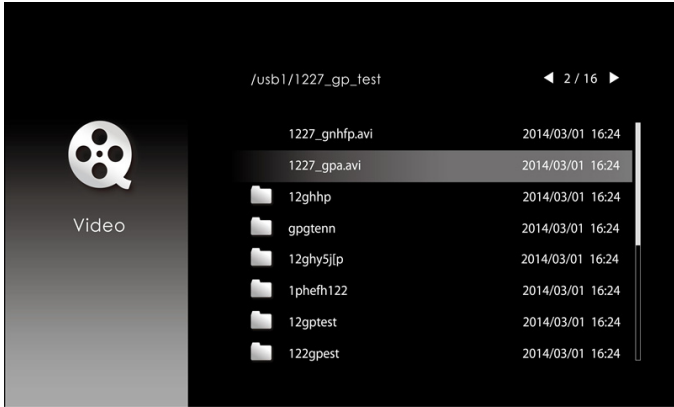 /usb1/1227_gp_test ◀ 2 / 16 ▶
1227_gnhfp.avi 2014/03/01 16:24
1227_gpa.avi 2014/03/01 16:24
12ghhp 2014/03/01 16:24
Video
gpgtenn 2014/03/01 16:24
12ghy5j[p 2014/03/01 16:24
1phefh122 2014/03/01 16:24
12gptest 2014/03/01 16:24
122gpest 2014/03/01 16:24